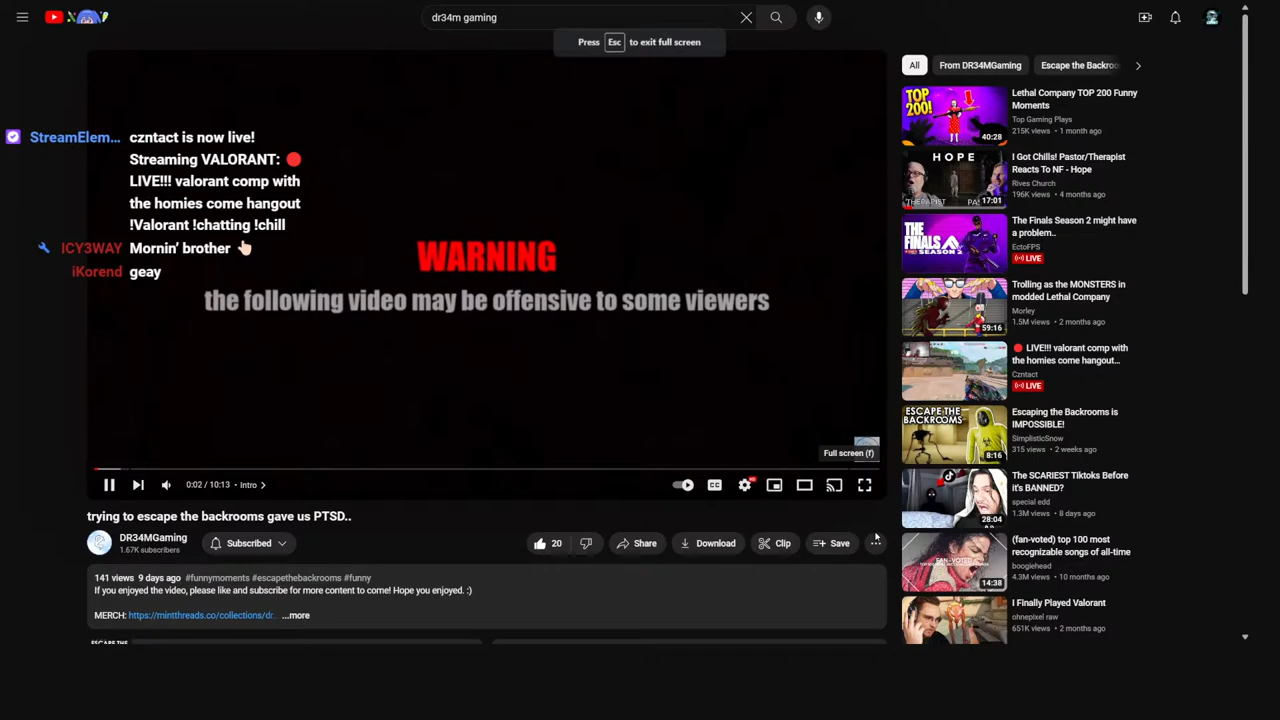 dr34m gaming
Press Esc to exit full screen
StreamElem... czntact is now live!
Streaming VALORANT: 🔴
LIVE!!! valorant comp with
the homies come hangout
!Valorant !chatting !chill
ICY3WAY Mornin' brother 👆🏻
iKorend geay
WARNING
the following video may be offensive to some viewers
Full screen (f)
0:02 / 10:13 • Intro
CC
trying to escape the backrooms gave us PTSD..
DR34MGaming
1.67K subscribers
Subscribed
20
Share
Download
Clip
Save
141 views 9 days ago #funnymoments #escapethebackrooms #funny
If you enjoyed the video, please like and subscribe for more content to come! Hope you enjoyed. :)
MERCH: https://mintthreads.co/collections/dr... ...more
ESCAPE THE
All
From DR34MGaming
Escape the Backroo
TOP
200!
40:28
Lethal Company TOP 200 Funny
Moments
Top Gaming Plays
215K views • 1 month ago
HOPE
THERAPIST
17:01
I Got Chills! Pastor/Therapist
Reacts To NF - Hope
Rives Church
196K views • 4 months ago
THE FINALS
SEASON 2
The Finals Season 2 might have
a problem..
EctoFPS
LIVE
59:16
Trolling as the MONSTERS in
modded Lethal Company
Morley
1.5M views • 2 months ago
🔴 LIVE!!! valorant comp with
the homies come hangout...
Czntact
LIVE
ESCAPE THE
BACKROOMS
8:16
Escaping the Backrooms is
IMPOSSIBLE!
SimplisticSnow
315 views • 2 weeks ago
28:04
The SCARIEST Tiktoks Before
it's BANNED?
special edd
1.3M views • 8 days ago
FAN-VOTED
14:38
(fan-voted) top 100 most
recognizable songs of all-time
boogiehead
4.3M views • 10 months ago
I Finally Played Valorant
ohnepixel raw
651K views • 2 months ago